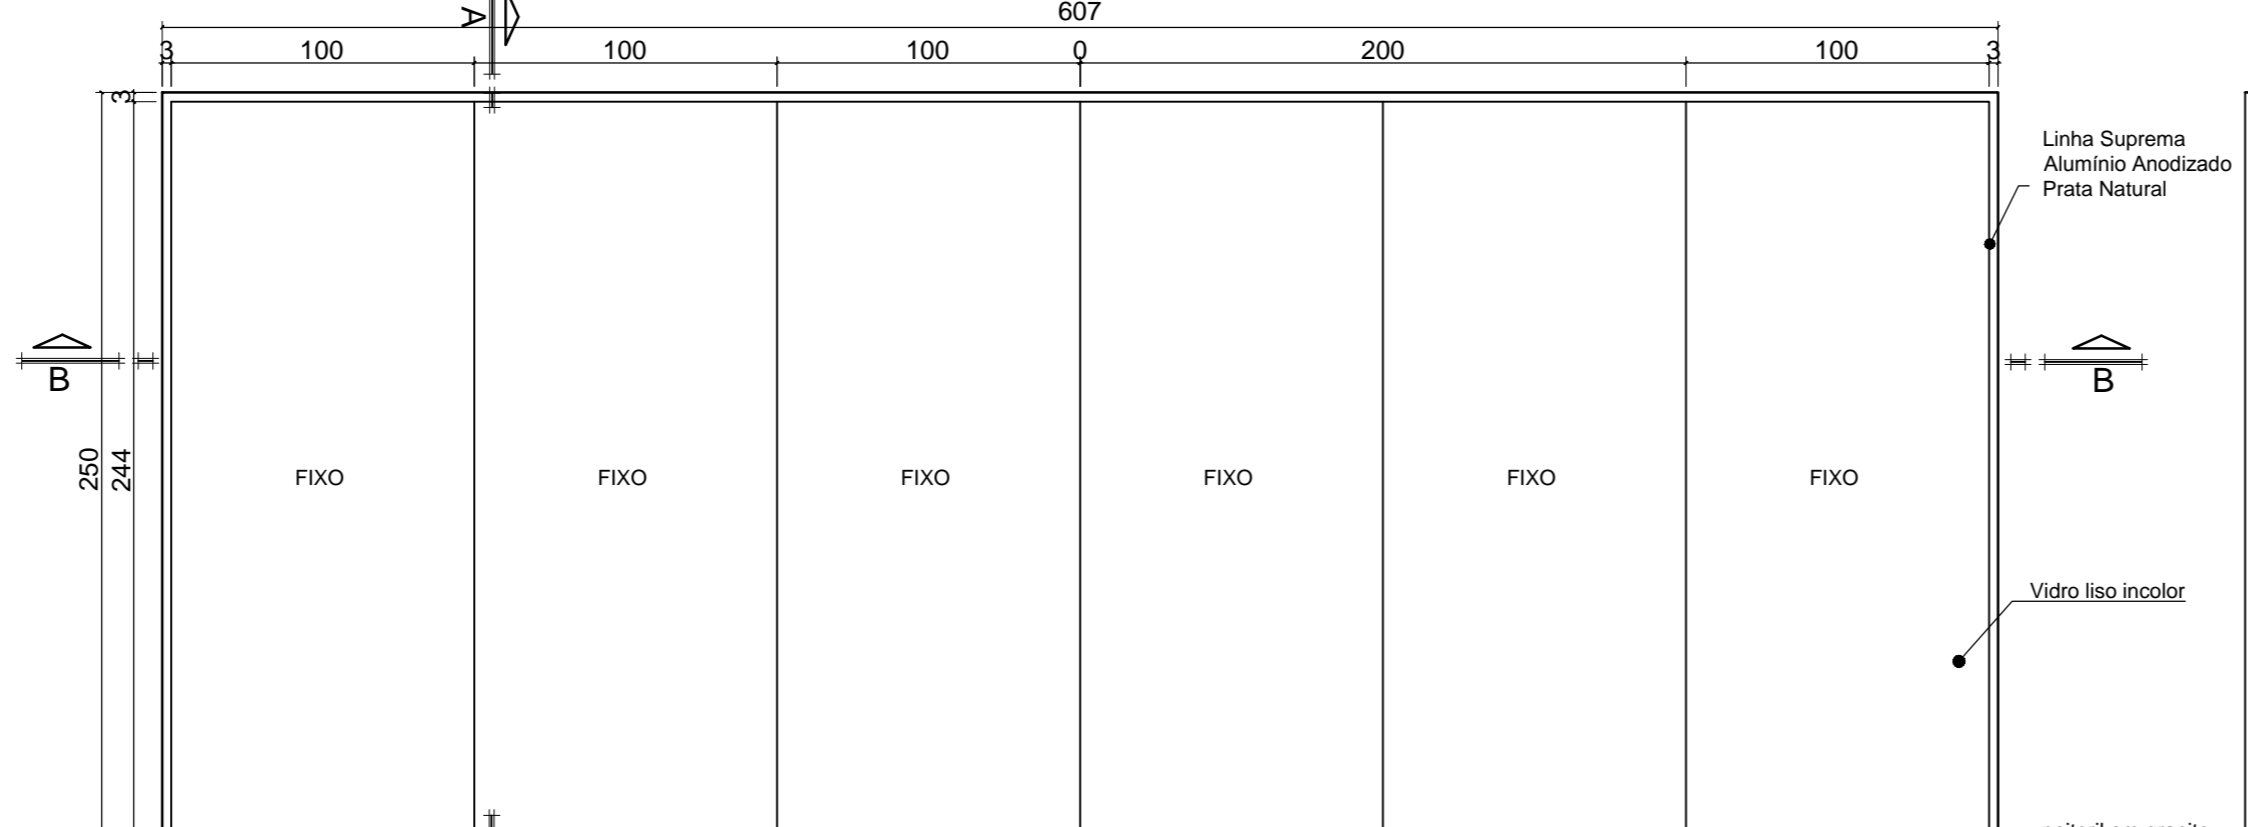 A
607
3 100 100 100 0 200 100 3
3
Linha Suprema
Alumínio Anodizado
Prata Natural
B
B
250
244
FIXO FIXO FIXO FIXO FIXO FIXO
Vidro liso incolor